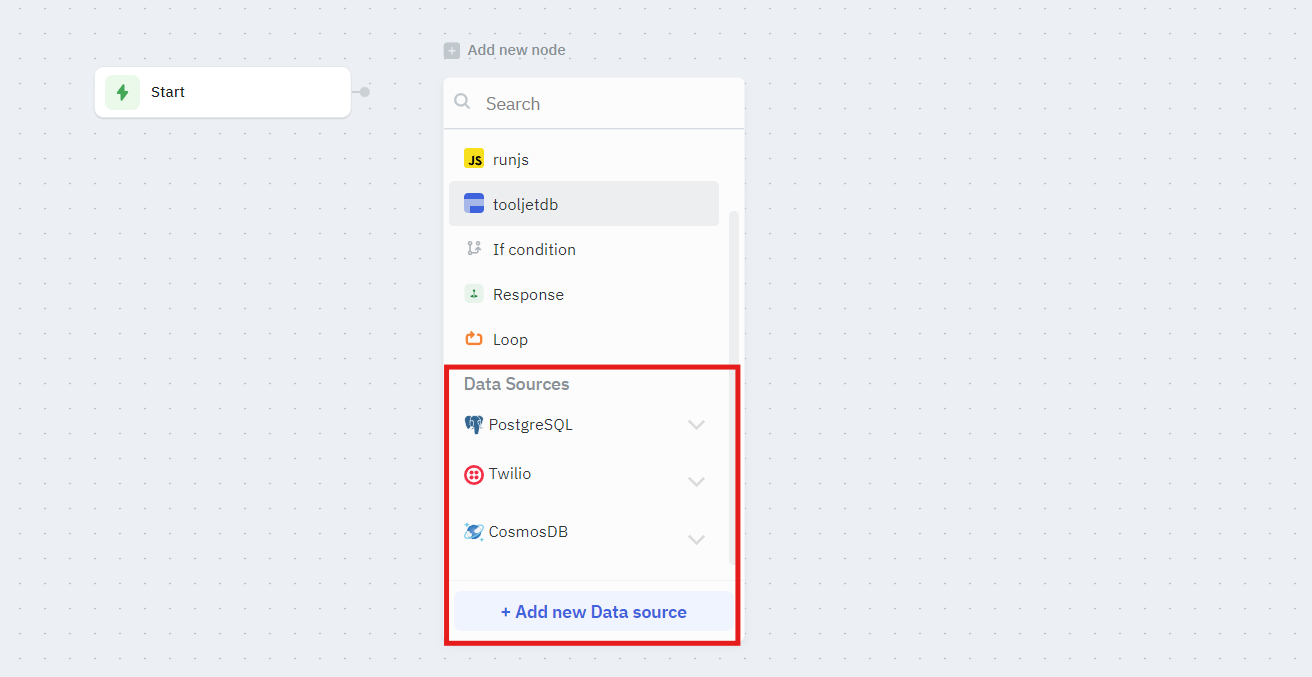 Add new node
Start
Search
JS runjs
tooljetdb
If condition
Response
Loop
Data Sources
PostgreSQL
Twilio
CosmosDB
+ Add new Data source